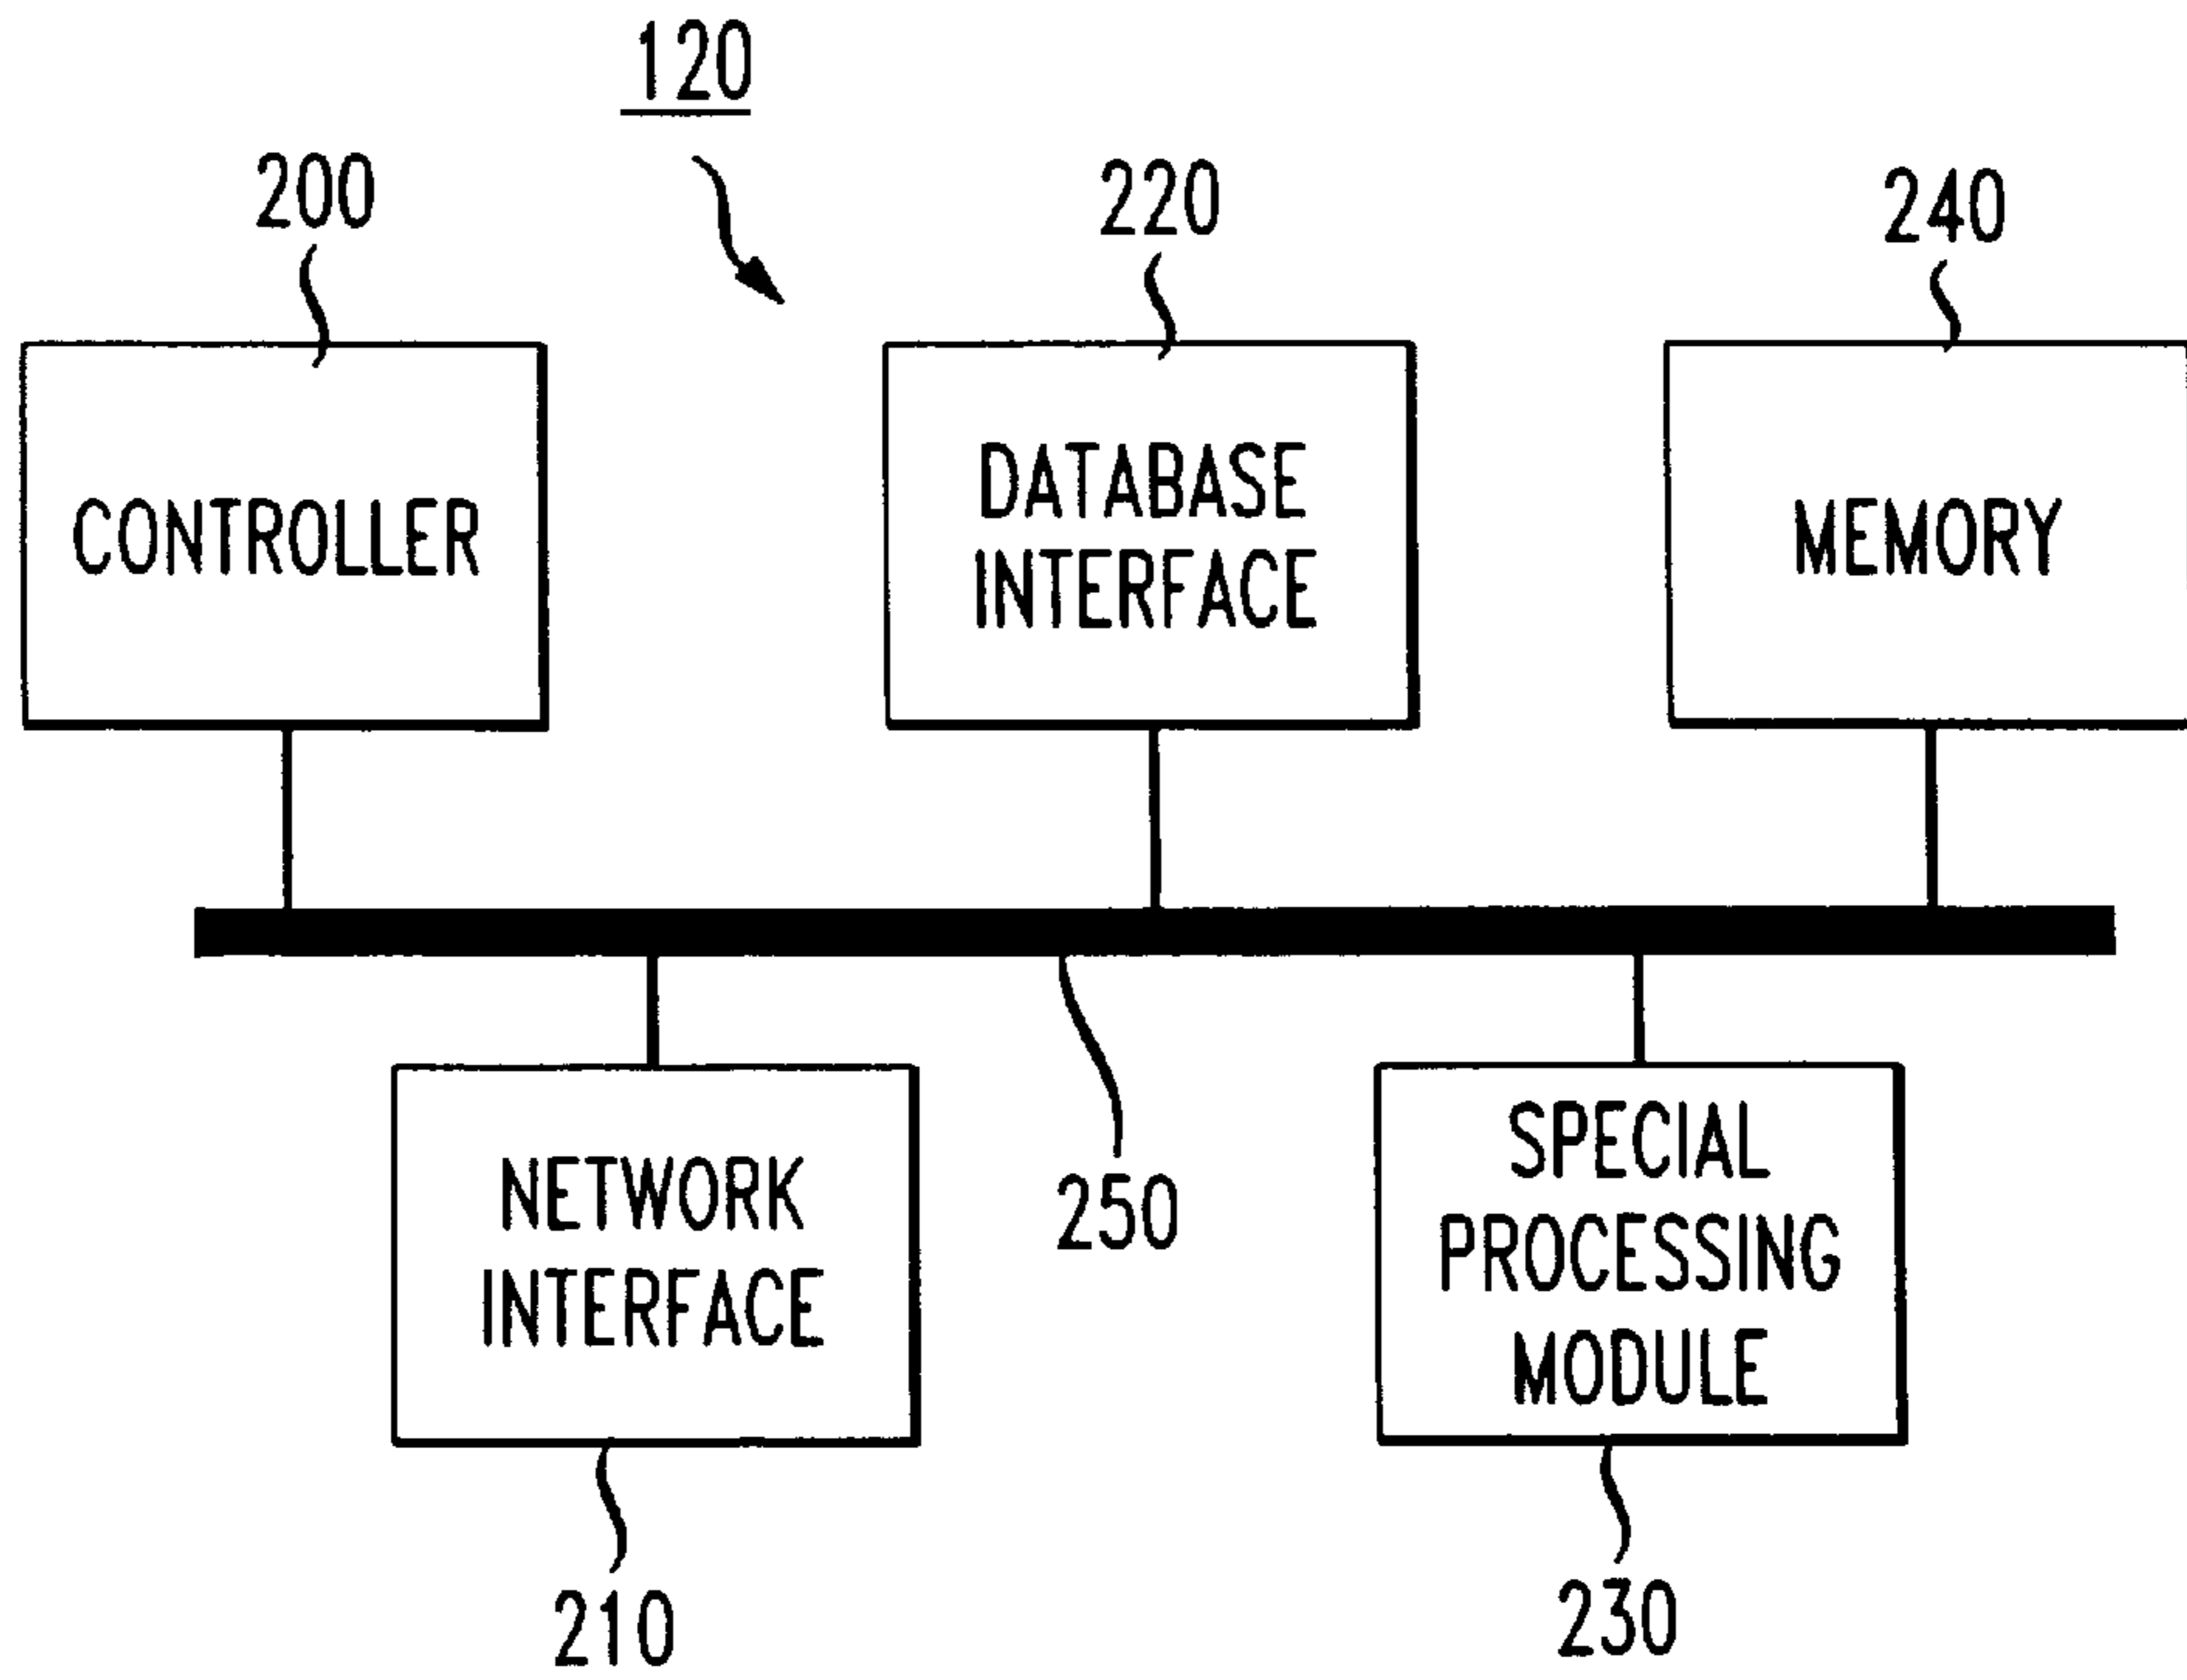 120
200
220
240
CONTROLLER
DATABASE
INTERFACE
MEMORY
NETWORK
INTERFACE
250
SPECIAL
PROCESSING
MODULE
210
230